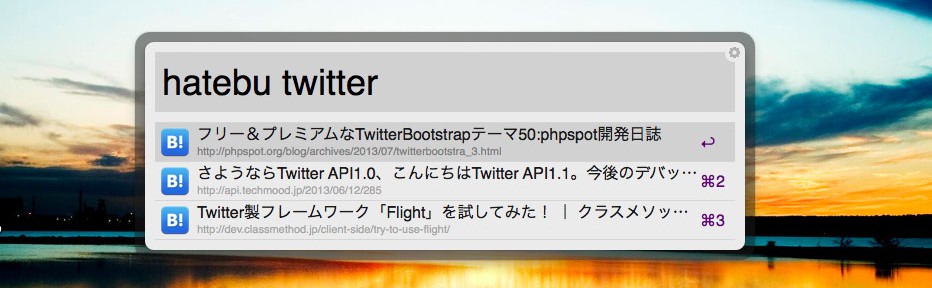 hatebu twitter
B! フリー＆プレミアムなTwitterBootstrapテーマ50:phpspot開発日誌 ↩
http://phpspot.org/blog/archives/2013/07/twitterbootstra_3.html
B! さようならTwitter API1.0、こんにちはTwitter API1.1。今後のデバッ… ⌘2
http://api.techmood.jp/2013/06/12/285
B! Twitter製フレームワーク「Flight」を試してみた！ ｜ クラスメソッ… ⌘3
http://dev.classmethod.jp/client-side/try-to-use-flight/